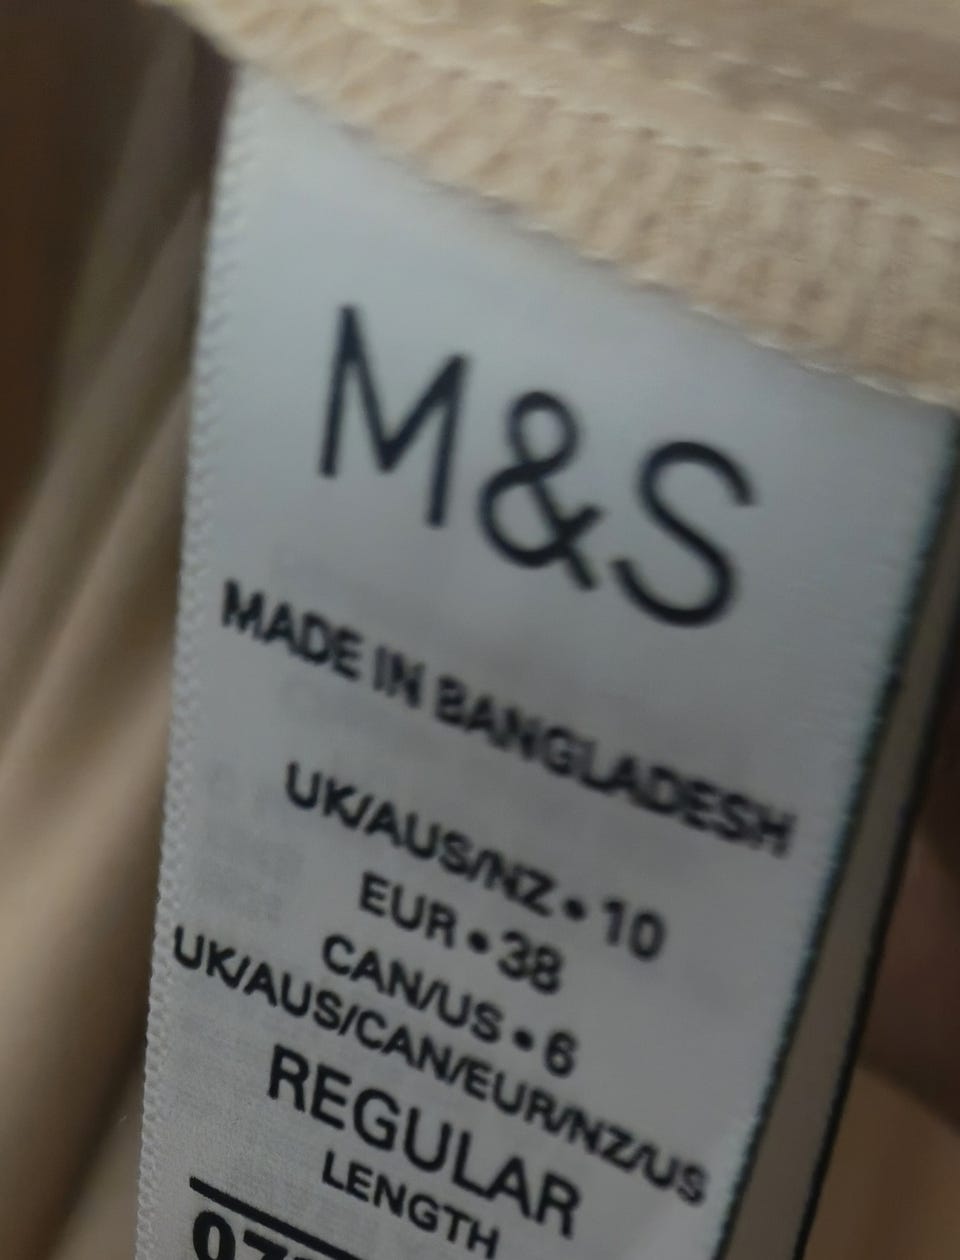 M&S
MADE IN BANGLADESH
UK/AUS/NZ • 10
EUR • 38
CAN/US • 6
UK/AUS/CAN/EUR/NZ/US
REGULAR
LENGTH